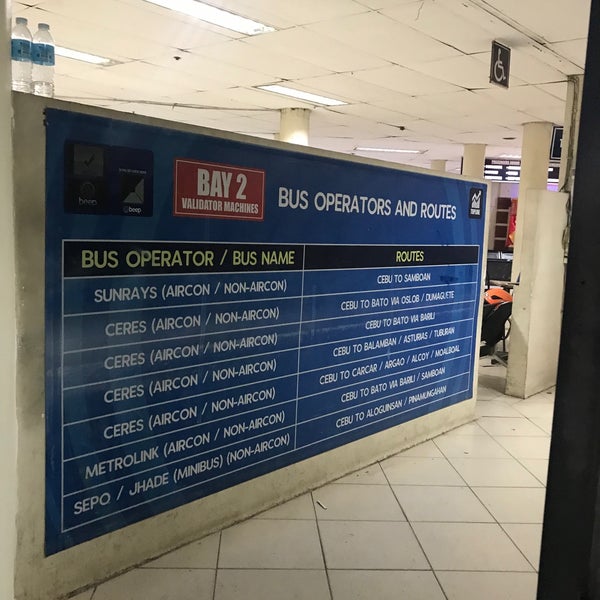 beep
beep
BAY 2
VALIDATOR MACHINES
BUS OPERATORS AND ROUTES
TOPLINE
BUS OPERATOR / BUS NAME
ROUTES
SUNRAYS (AIRCON / NON-AIRCON)
CEBU TO SAMBOAN
CERES (AIRCON / NON-AIRCON)
CEBU TO BATO VIA OSLOB / DUMAGUETE
CERES (AIRCON / NON-AIRCON)
CEBU TO BATO VIA BARILI
CERES (AIRCON / NON-AIRCON)
CEBU TO BALAMBAN / ASTURIAS / TUBURAN
CERES (AIRCON / NON-AIRCON)
CEBU TO CARCAR / ARGAO / ALCOY / MOALBOAL
METROLINK (AIRCON / NON-AIRCON)
CEBU TO BATO VIA BARILI / SAMBOAN
SEPO / JHADE (MINIBUS) (NON-AIRCON)
CEBU TO ALOGUINSAN / PINAMUNGAHAN